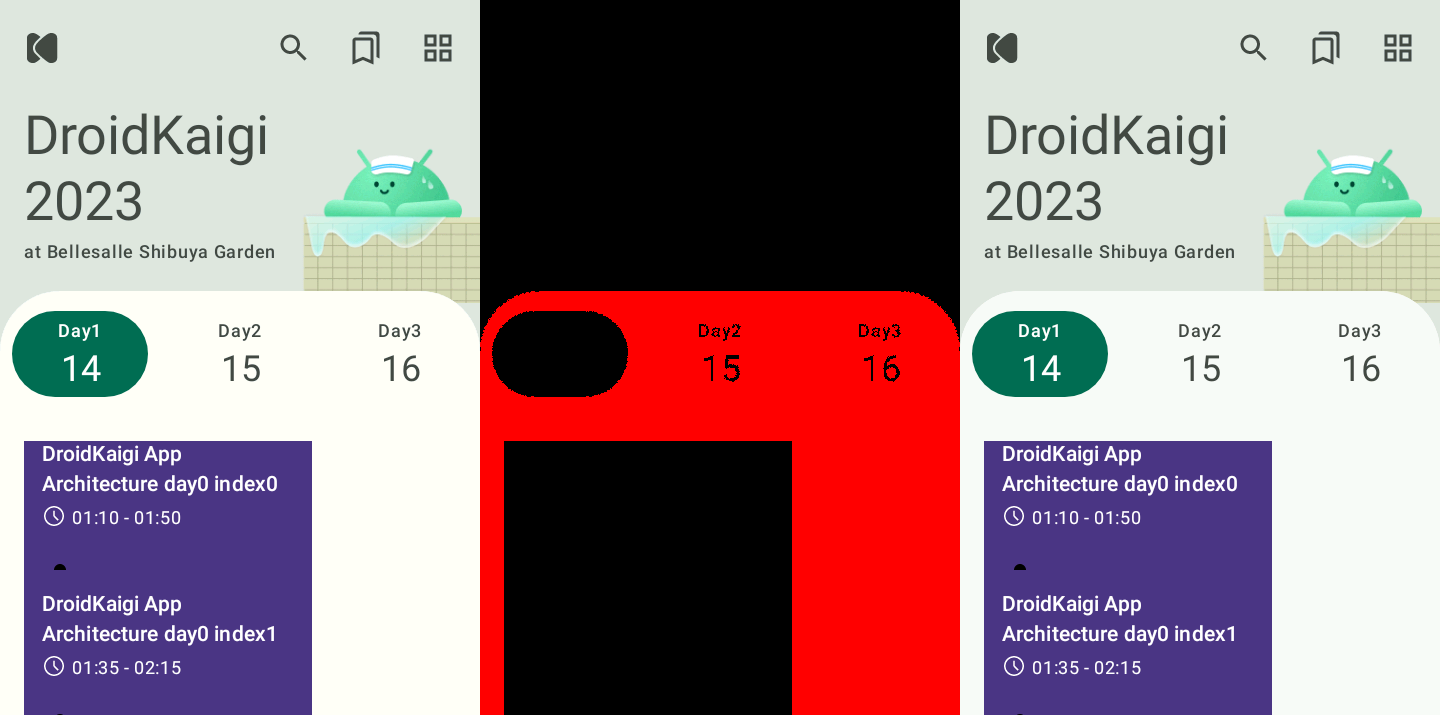 DroidKaigi
2023
at Bellesalle Shibuya Garden
Day1
Day2
Day3
14
15
16
DroidKaigi App
Architecture day0 index0
01:10 - 01:50
DroidKaigi App
Architecture day0 index1
01:35 - 02:15
Day2
Day3
15
16
DroidKaigi
2023
at Bellesalle Shibuya Garden
Day1
Day2
Day3
14
15
16
DroidKaigi App
Architecture day0 index0
01:10 - 01:50
DroidKaigi App
Architecture day0 index1
01:35 - 02:15